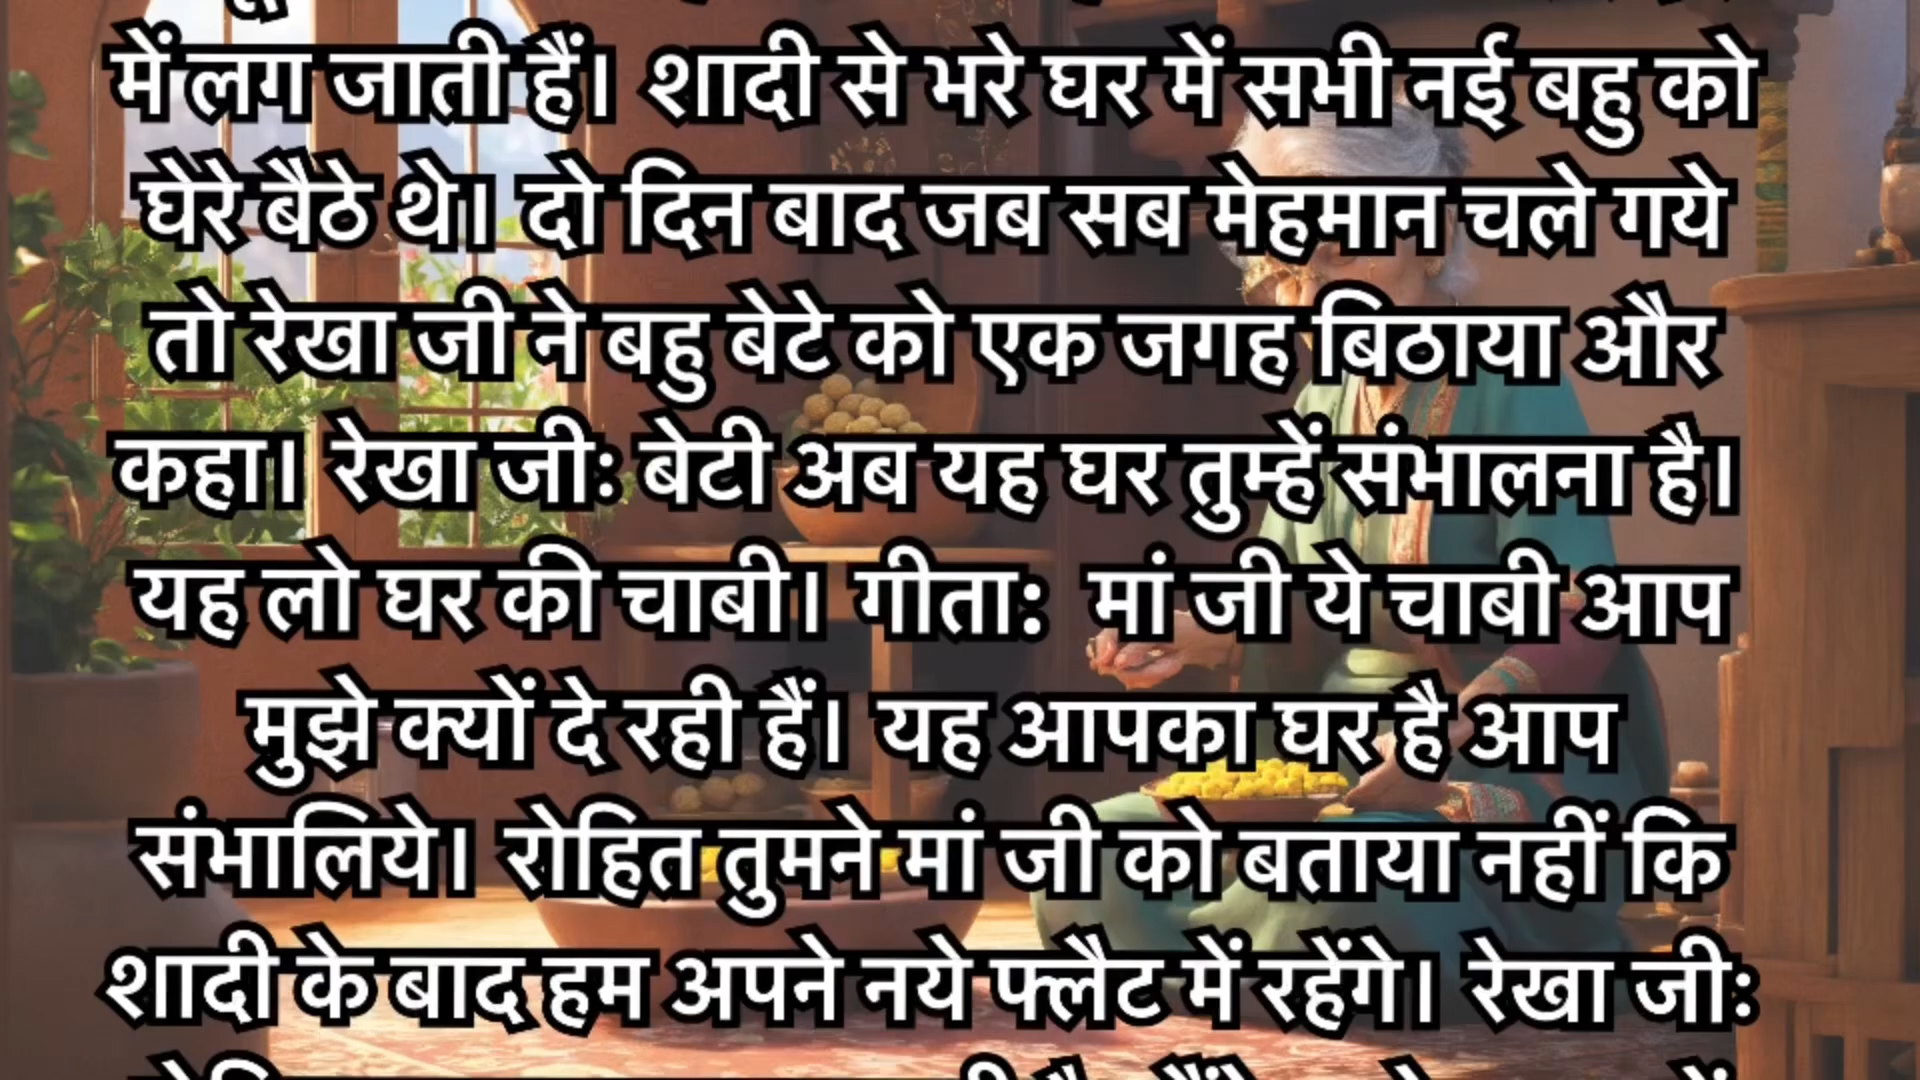 में लग जाती हैं। शादी से भरे घर में सभी नई बहु को
घेरे बैठे थे। दो दिन बाद जब सब मेहमान चले गये
तो रेखा जी ने बहु बेटे को एक जगह बिठाया और
कहा। रेखा जीः बेटी अब यह घर तुम्हें संभालना है।
यह लो घर की चाबी। गीताः मां जी ये चाबी आप
मुझे क्यों दे रही हैं। यह आपका घर है आप
संभालिये। रोहित तुमने मां जी को बताया नहीं कि
शादी के बाद हम अपने नये फ्लैट में रहेंगे। रेखा जीः